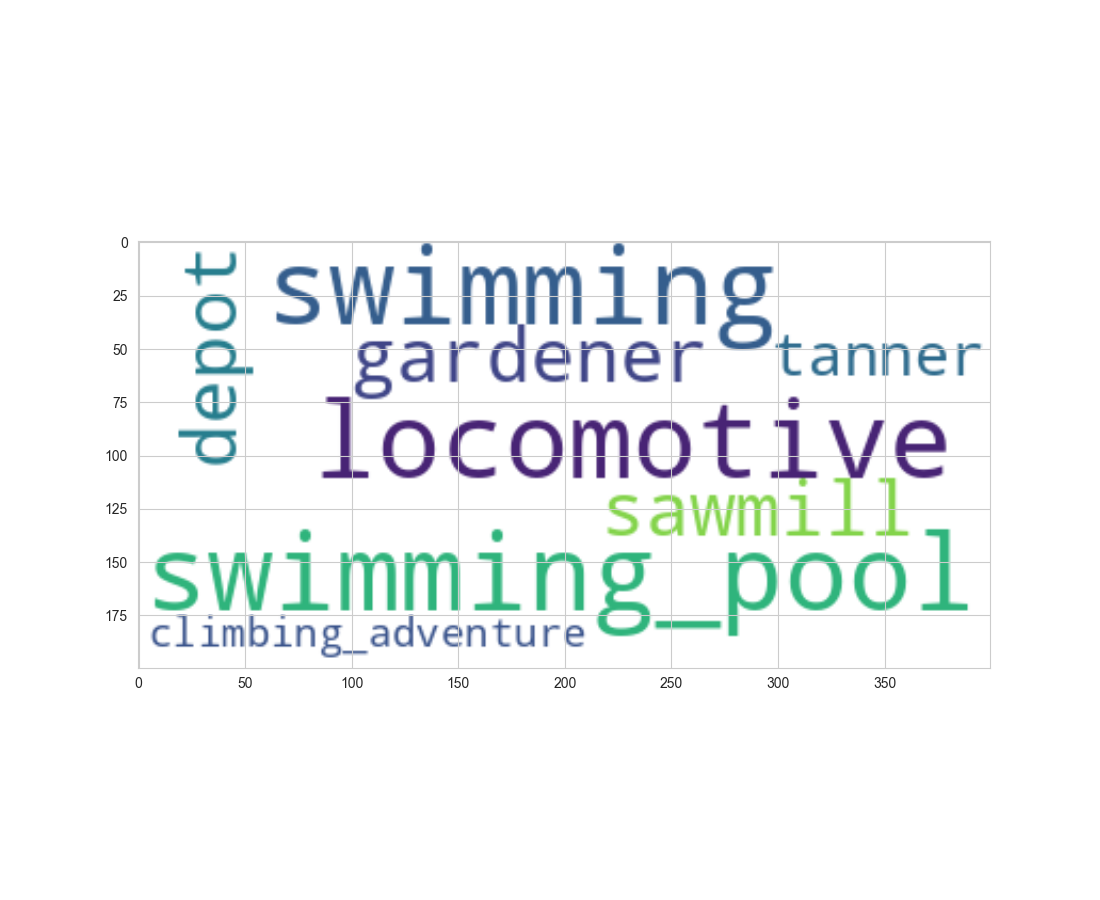 0
25
50
75
100
125
150
175
depot
swimming
gardener
tanner
locomotive
sawmill
swimming_pool
climbing_adventure
0 50 100 150 200 250 300 350